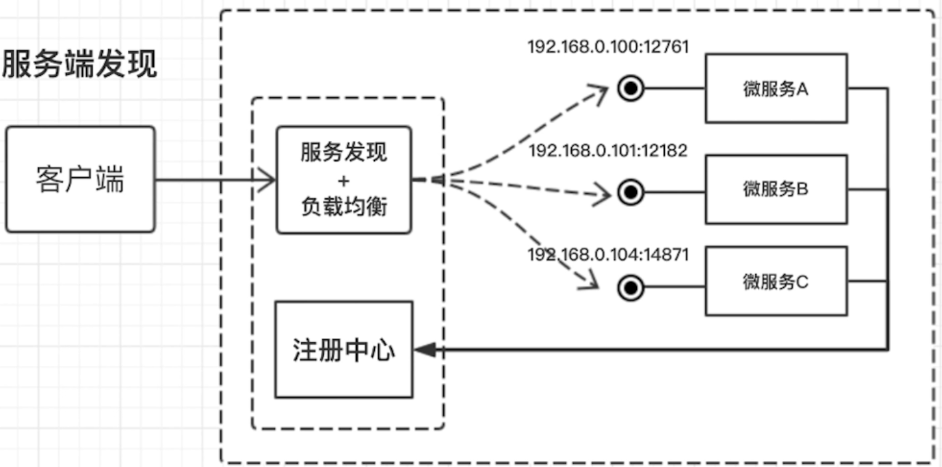 服务端发现
客户端
服务发现
+
负载均衡
注册中心
192.168.0.100:12761
微服务A
192.168.0.101:12182
微服务B
192.168.0.104:14871
微服务C